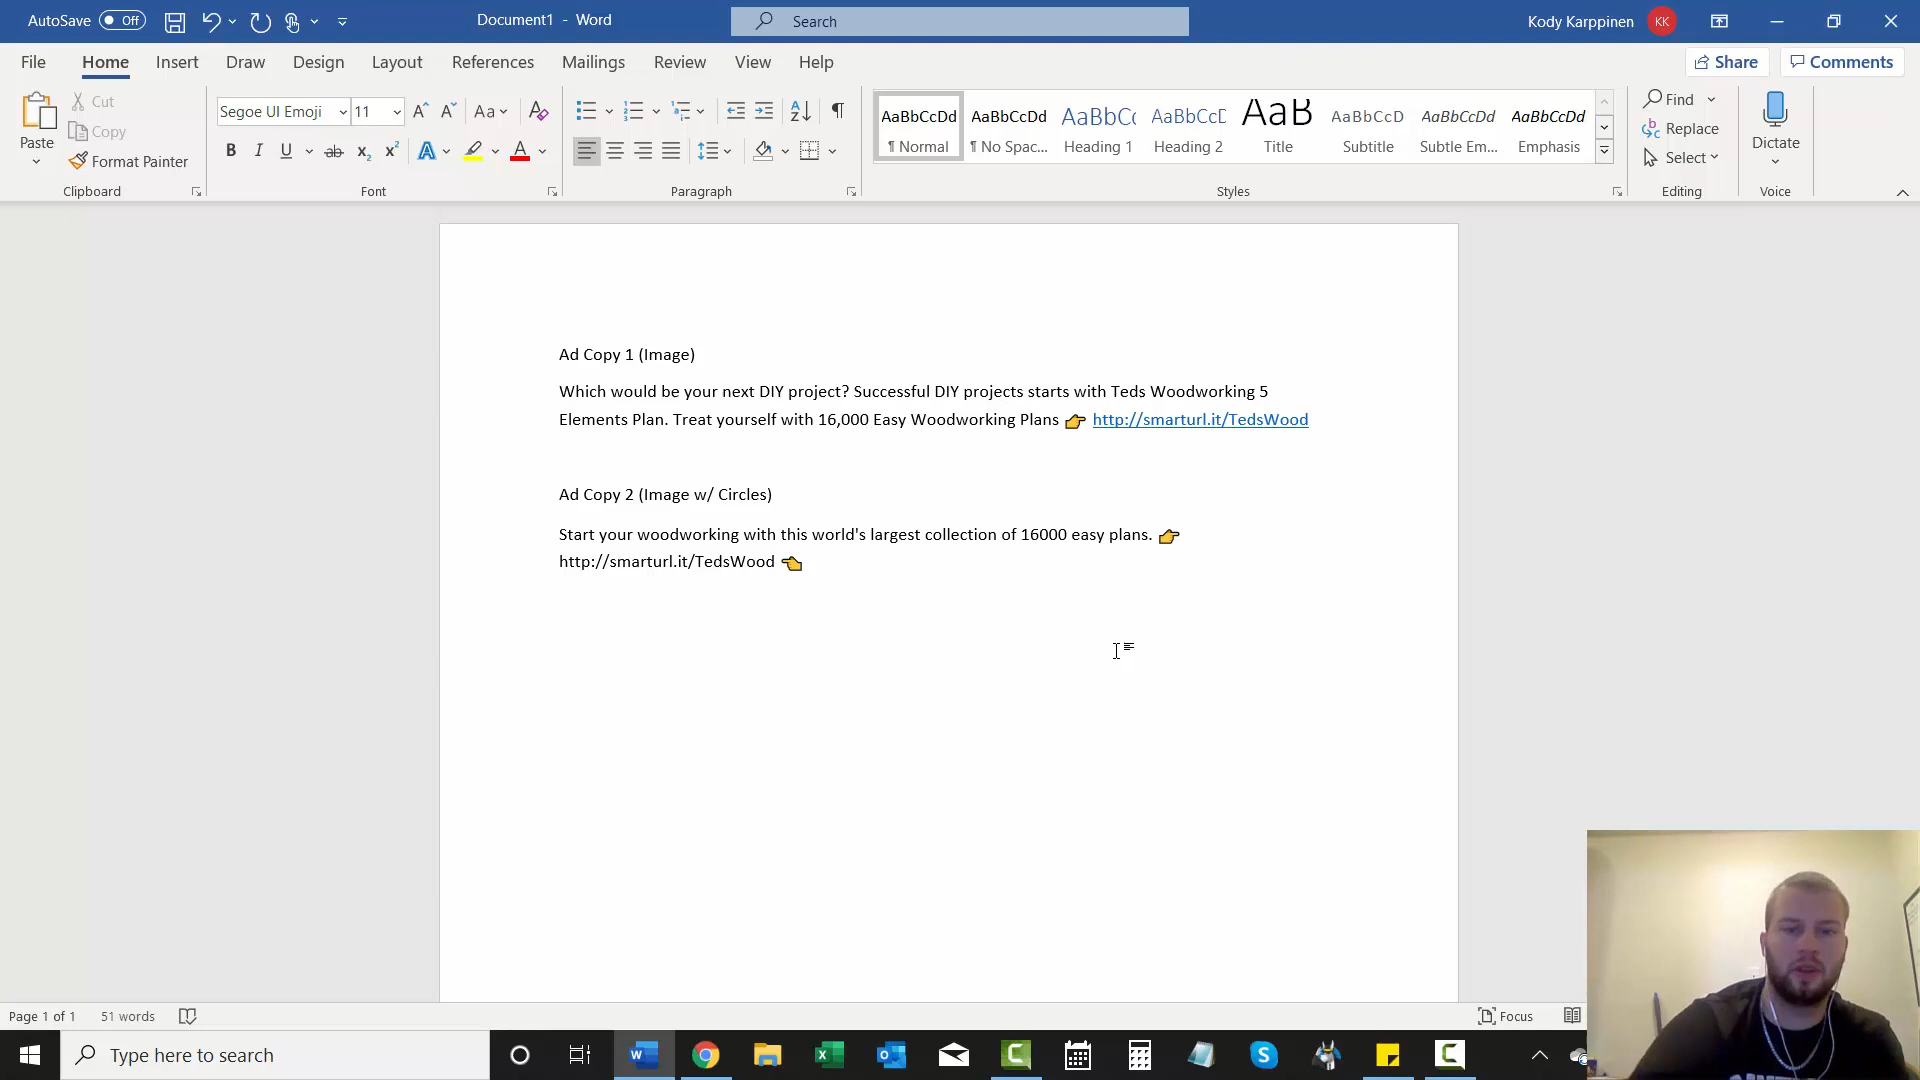 AutoSave Off Document1 - Word Search Kody Karppinen KK
File Home Insert Draw Design Layout References Mailings Review View Help Share Comments
Paste Cut Copy Format Painter
Clipboard
Segoe UI Emoji 11
Font
Paragraph
AaBbCcDd AaBbCcDd AaBbCc AaBbCcD AaB AaBbCcD AaBbCcDd AaBbCcDd
¶ Normal ¶ No Spac... Heading 1 Heading 2 Title Subtitle Subtle Em... Emphasis
Styles
Find
Replace
Select
Editing
Dictate
Voice
Ad Copy 1 (Image)
Which would be your next DIY project? Successful DIY projects starts with Teds Woodworking 5
Elements Plan. Treat yourself with 16,000 Easy Woodworking Plans 👉 http://smarturl.it/TedsWood
Ad Copy 2 (Image w/ Circles)
Start your woodworking with this world's largest collection of 16000 easy plans. 👉
http://smarturl.it/TedsWood 👈
Page 1 of 1 51 words Focus
Type here to search